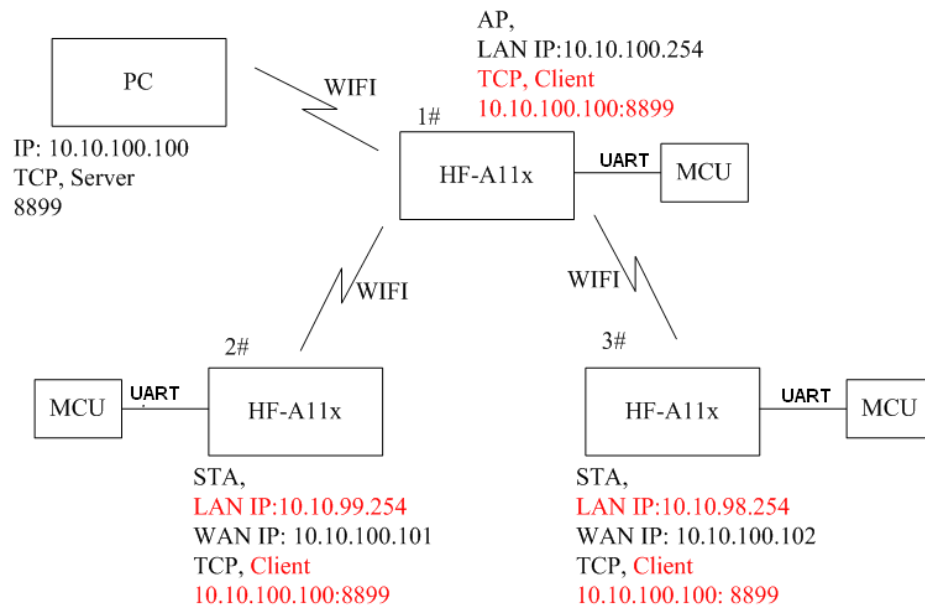 AP,
LAN IP:10.10.100.254
TCP, Client
10.10.100.100:8899
PC
WIFI
1#
IP: 10.10.100.100
TCP, Server
8899
HF-A11x
UART
MCU
WIFI
WIFI
2#
3#
MCU
UART
HF-A11x
HF-A11x
UART
MCU
STA,
LAN IP:10.10.99.254
WAN IP: 10.10.100.101
TCP, Client
10.10.100.100:8899
STA,
LAN IP:10.10.98.254
WAN IP: 10.10.100.102
TCP, Client
10.10.100.100: 8899